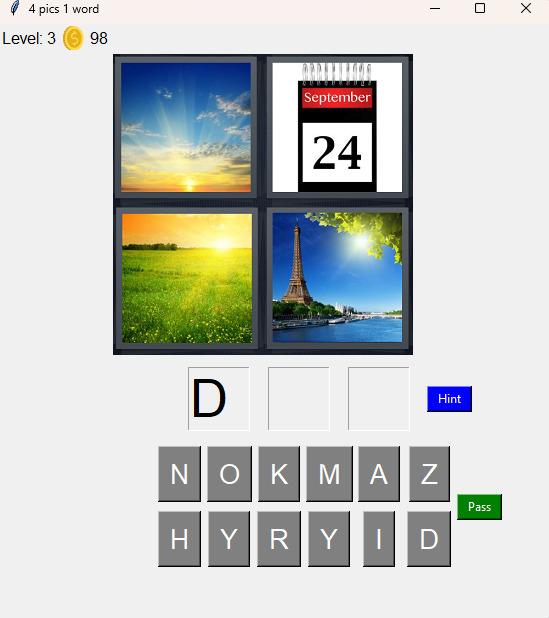 4 pics 1 word
Level: 3 98
September
24
D
Hint
N O K M A Z
Pass
H Y R Y I D